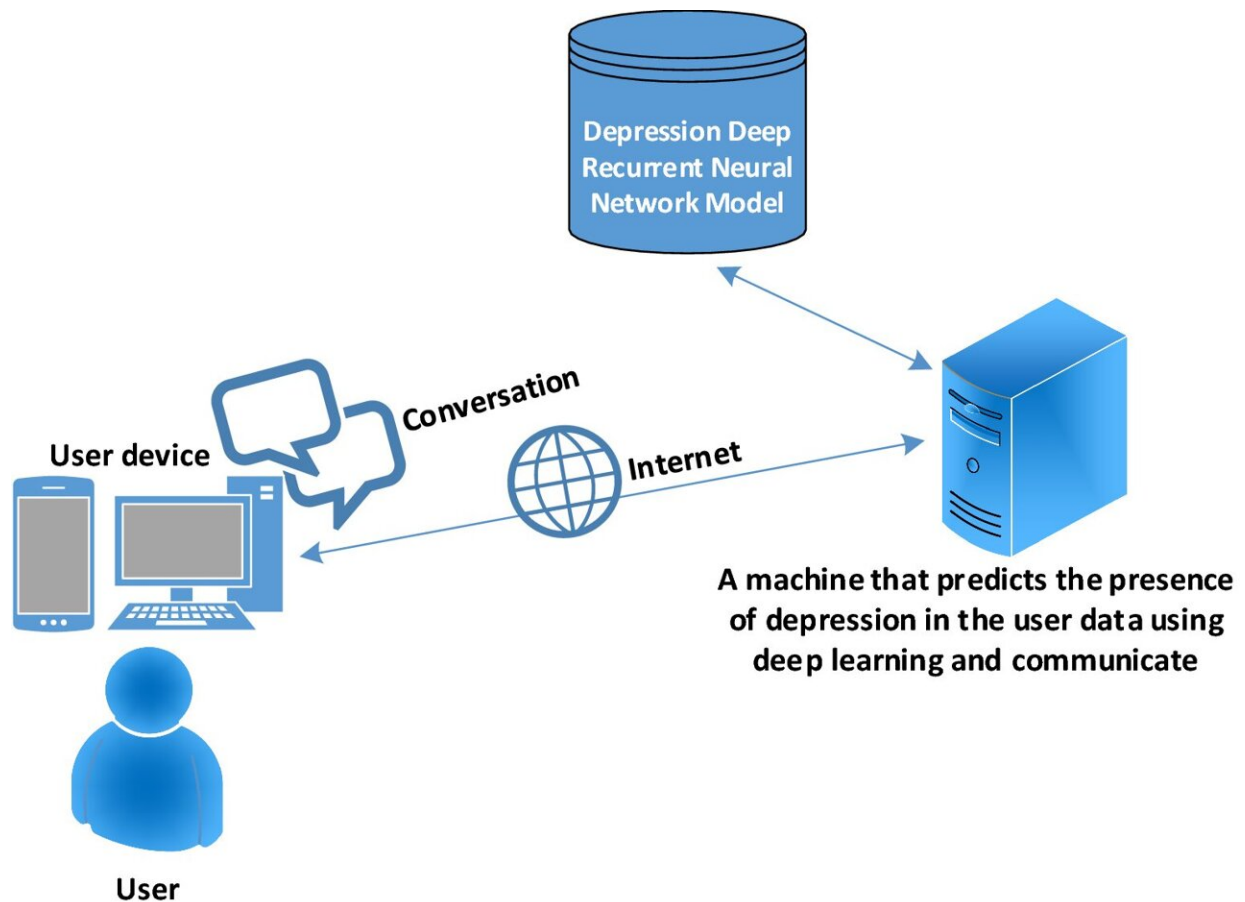 Depression Deep
Recurrent Neural
Network Model
Conversation
User device
Internet
A machine that predicts the presence
of depression in the user data using
deep learning and communicate
User